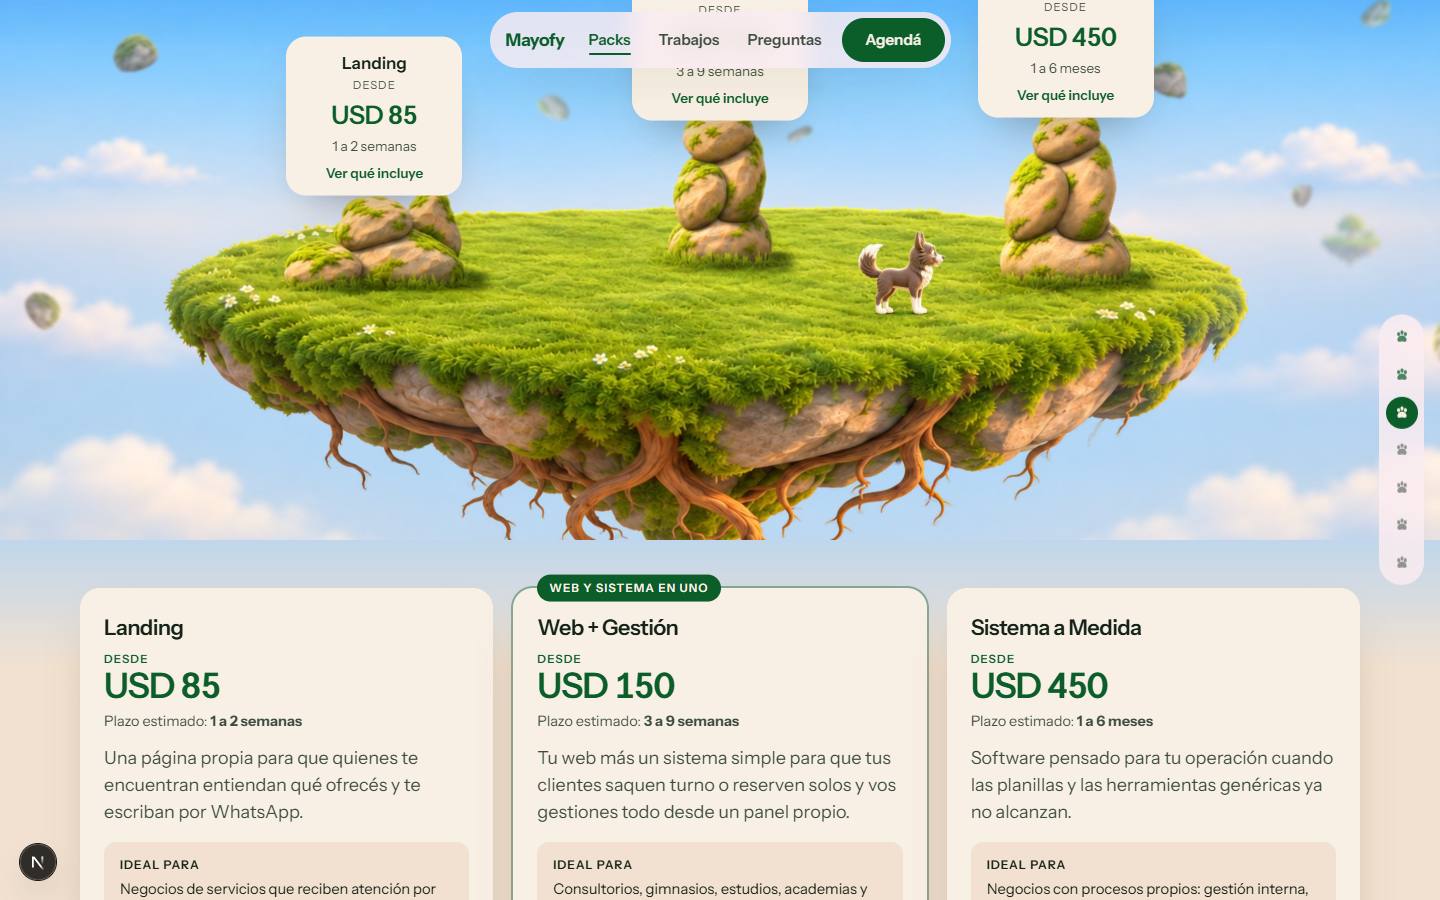 Mayofy
Packs
Trabajos
Preguntas
Agendá
Landing
DESDE
USD 85
1 a 2 semanas
Ver qué incluye
DESDE
3 a 9 semanas
Ver qué incluye
DESDE
USD 450
1 a 6 meses
Ver qué incluye
WEB Y SISTEMA EN UNO
Landing
DESDE
USD 85
Plazo estimado: 1 a 2 semanas
Una página propia para que quienes te
encuentran entiendan qué ofrecés y te
escriban por WhatsApp.
IDEAL PARA
Negocios de servicios que reciben atención por
Web + Gestión
DESDE
USD 150
Plazo estimado: 3 a 9 semanas
Tu web más un sistema simple para que tus
clientes saquen turno o reserven solos y vos
gestiones todo desde un panel propio.
IDEAL PARA
Consultorios, gimnasios, estudios, academias y
Sistema a Medida
DESDE
USD 450
Plazo estimado: 1 a 6 meses
Software pensado para tu operación cuando
las planillas y las herramientas genéricas ya
no alcanzan.
IDEAL PARA
Negocios con procesos propios: gestión interna,
N